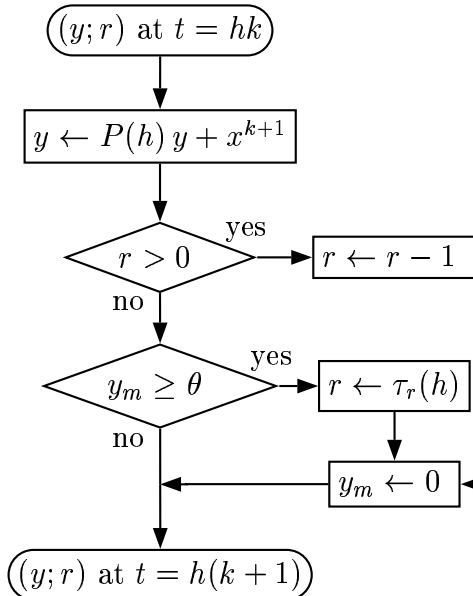 (y; r) at t = hk
y ← P(h) y + x^{k+1}
yes
r > 0
r ← r − 1
no
yes
y_m ≥ θ
r ← τ_r(h)
no
y_m ← 0
(y; r) at t = h(k + 1)